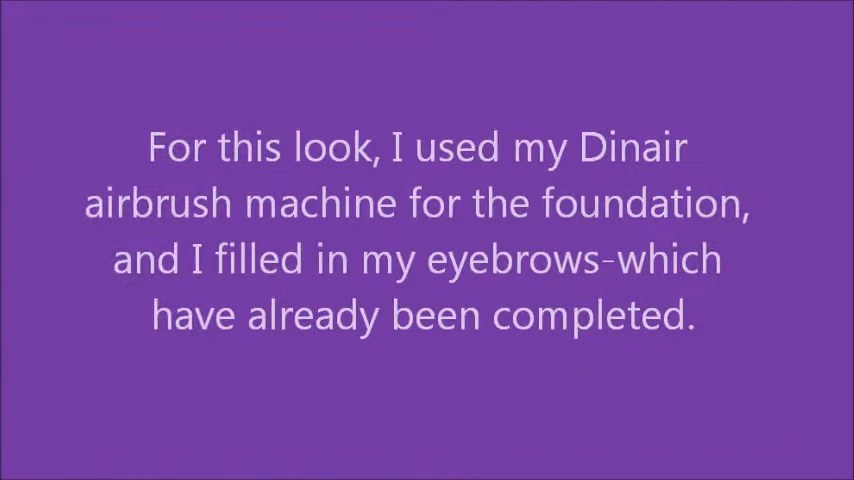 For this look, I used my Dinair
airbrush machine for the foundation,
and I filled in my eyebrows-which
have already been completed.